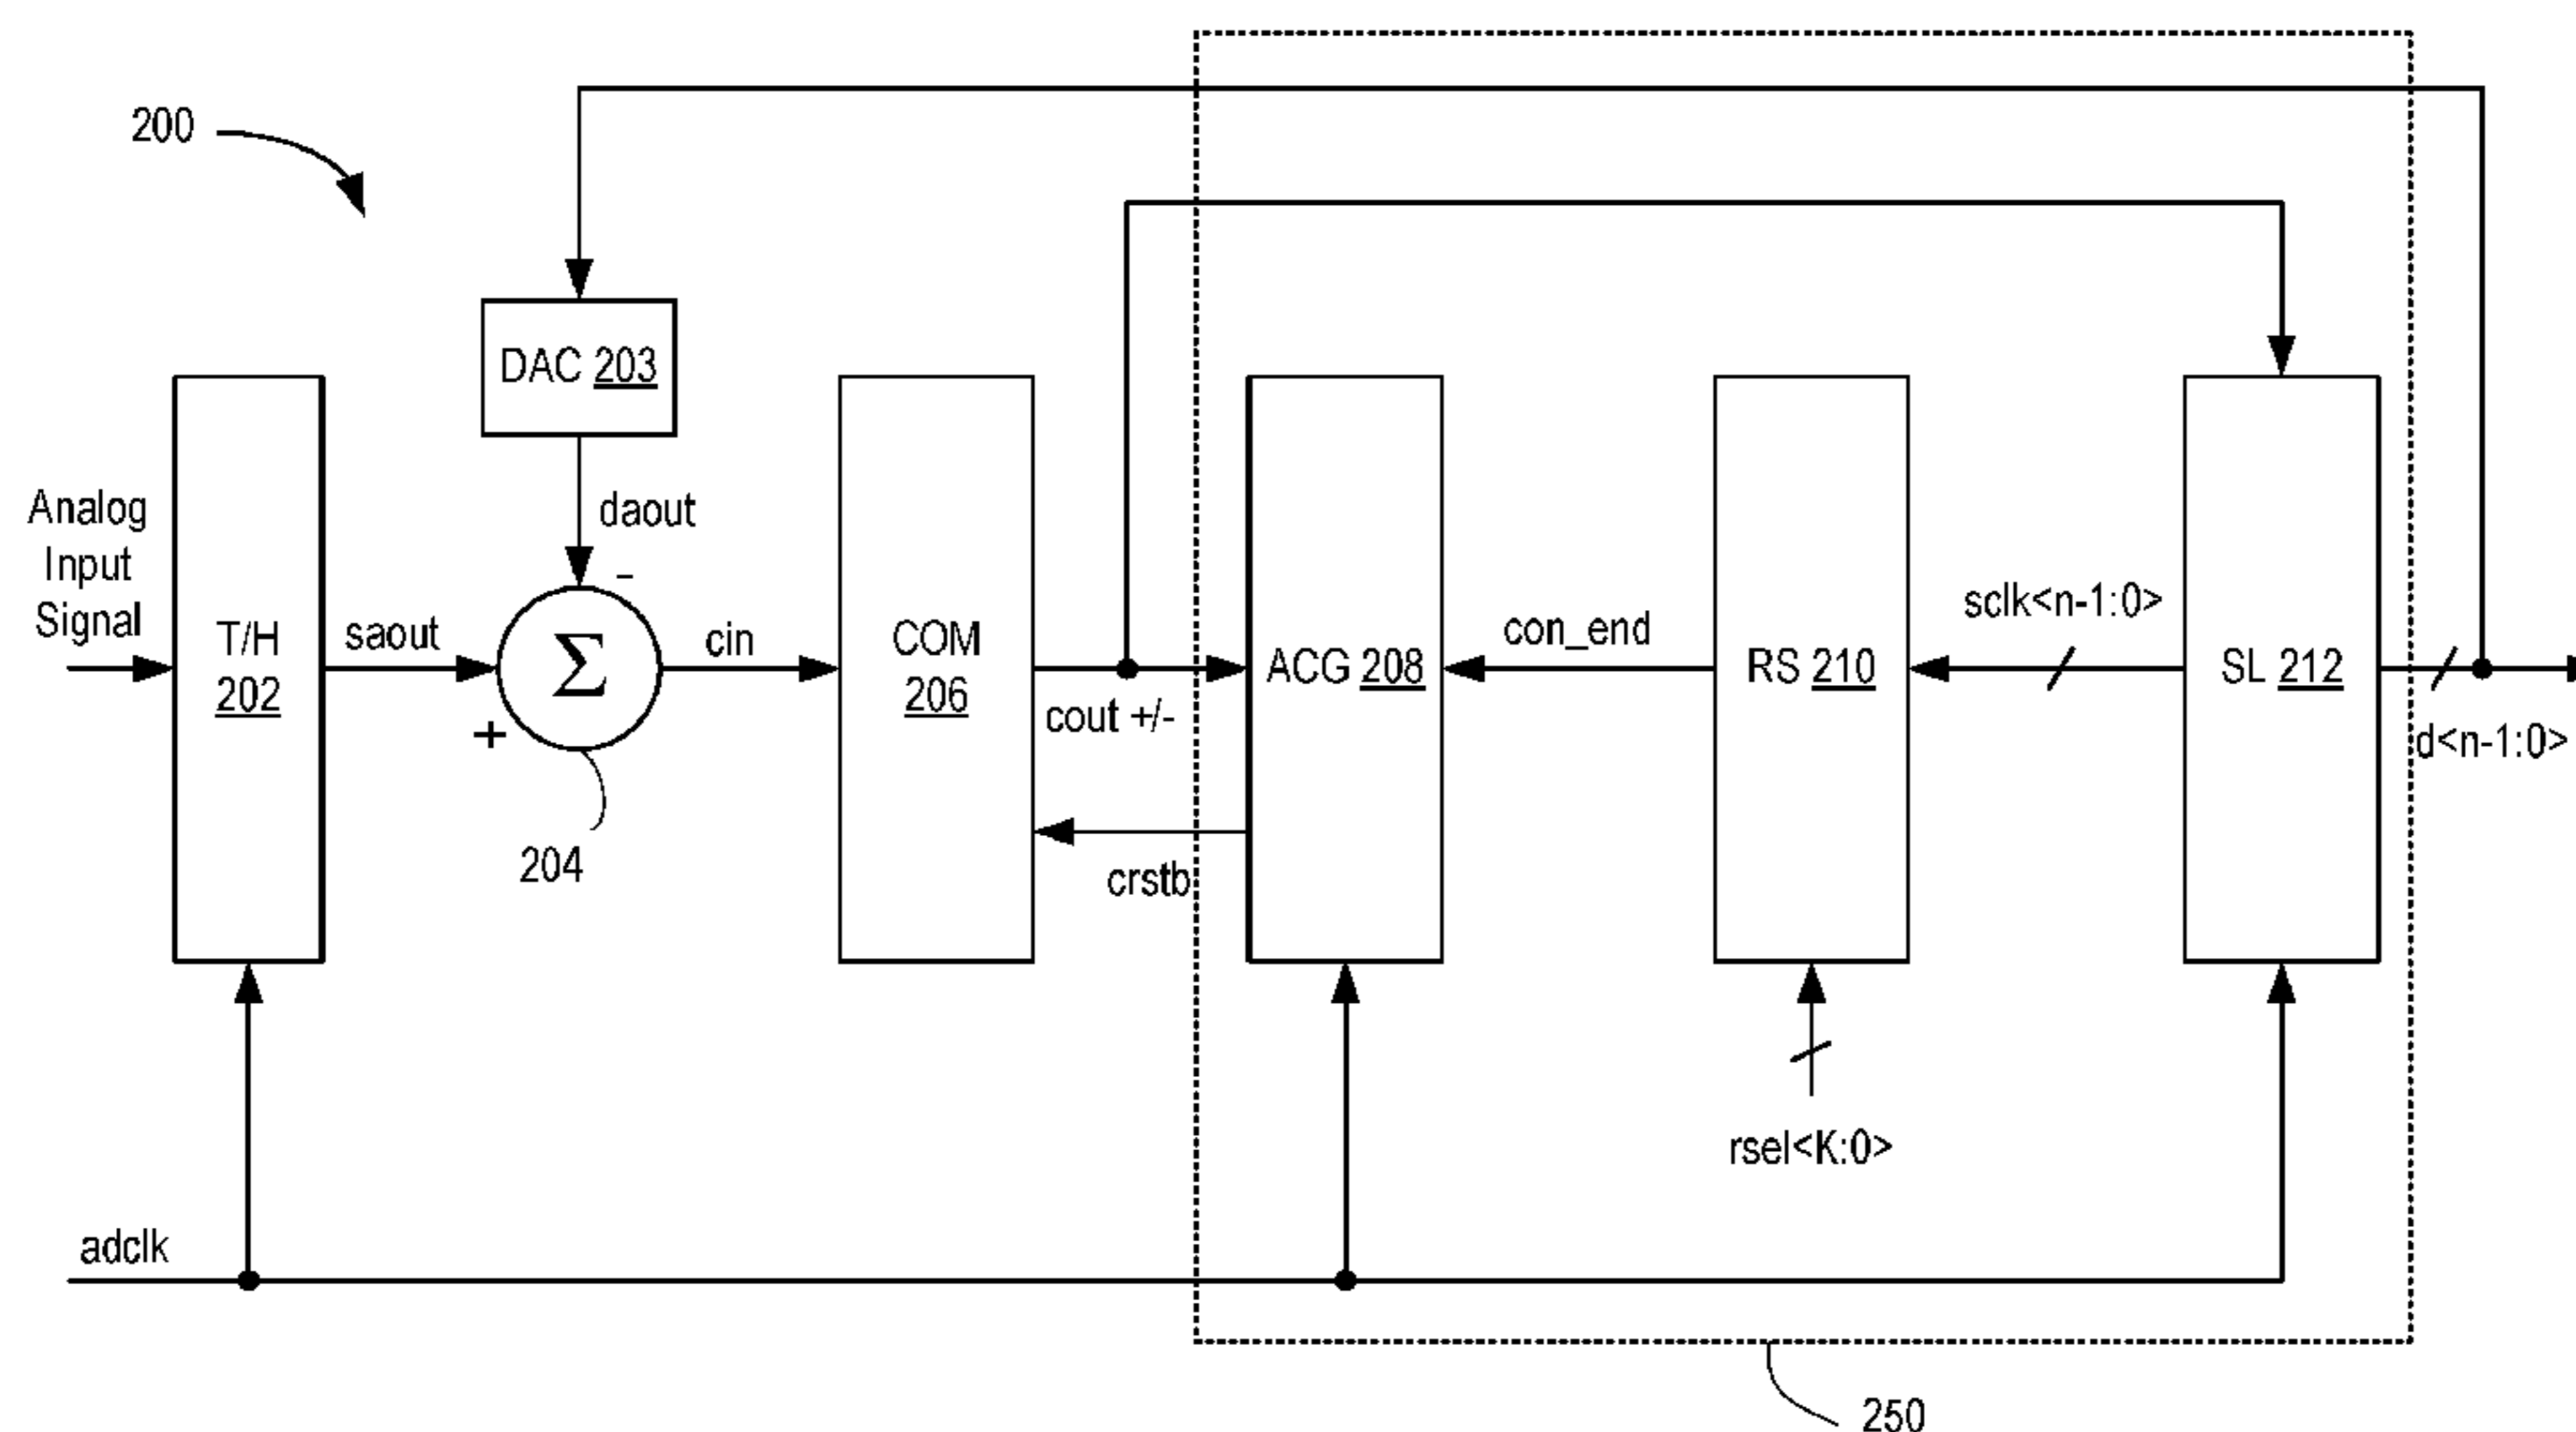 200
DAC 203
daout
Analog
Input
Signal
T/H
202
saout
-
+
Σ
204
cin
COM
206
cout +/-
crstb
ACG 208
con_end
RS 210
sclk<n-1:0>
SL 212
d<n-1:0>
rsel<K:0>
adclk
250